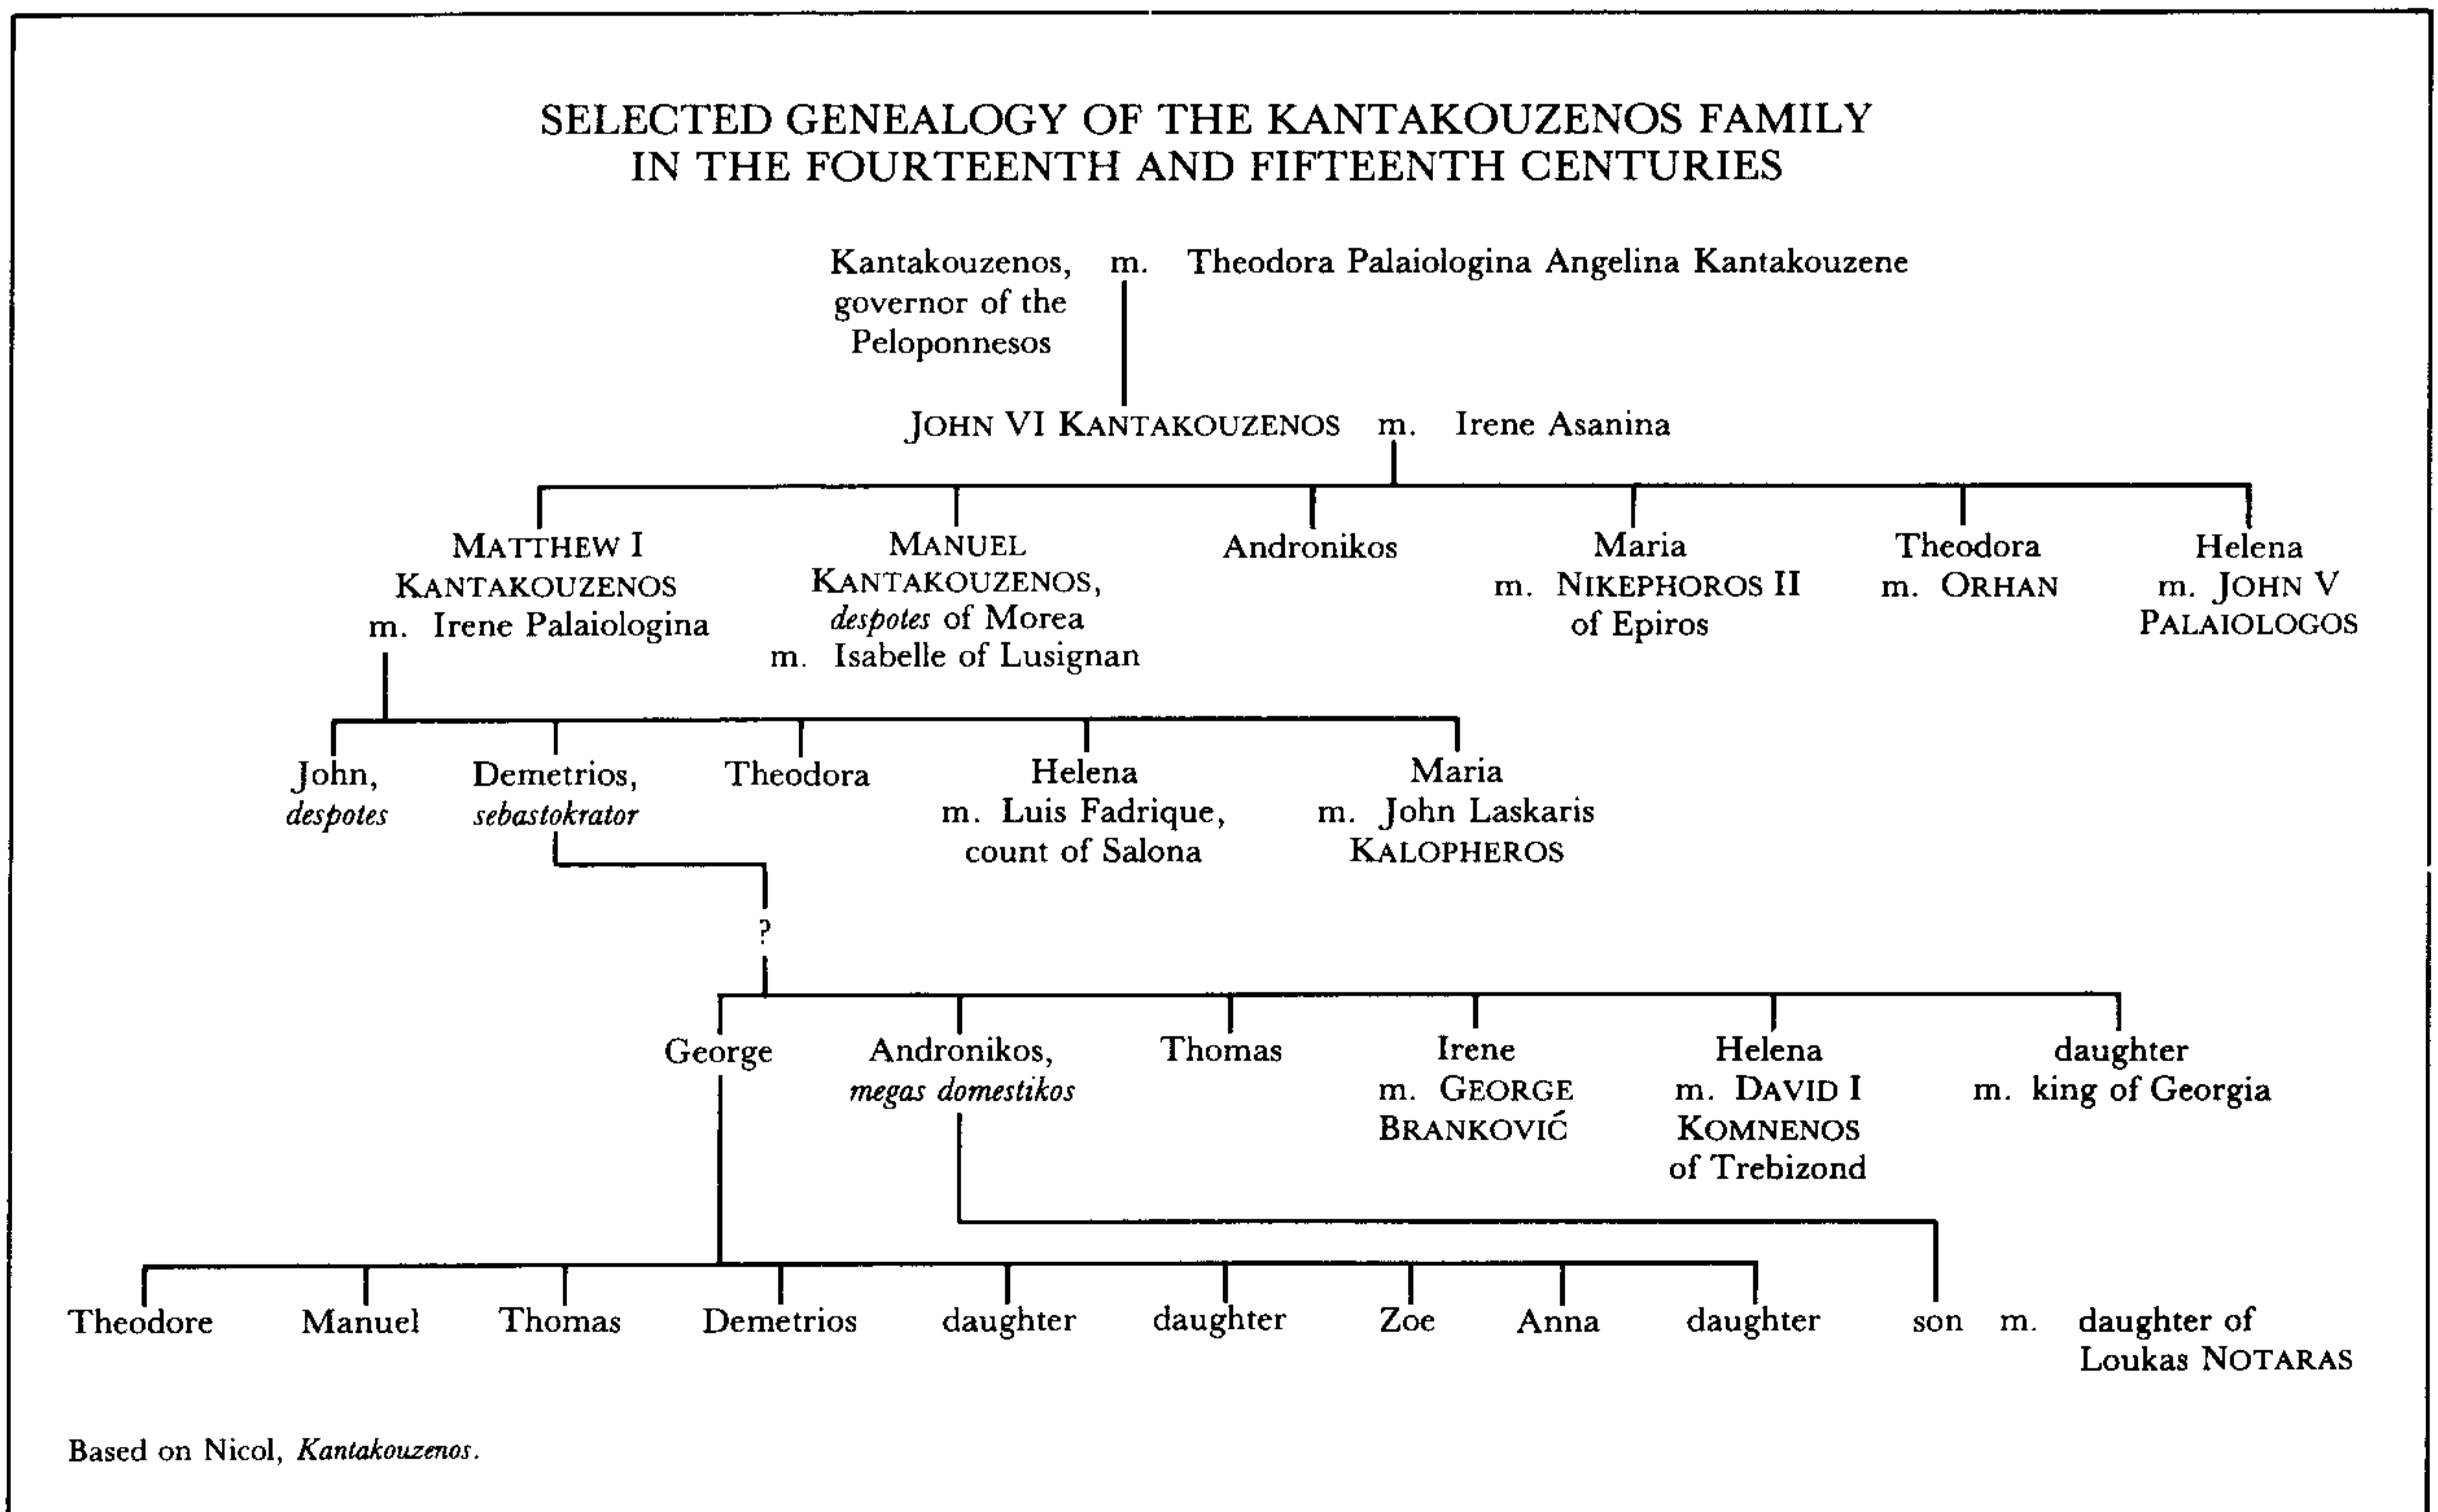 SELECTED GENEALOGY OF THE KANTAKOUZENOS FAMILY
IN THE FOURTEENTH AND FIFTEENTH CENTURIES
Kantakouzenos, m. Theodora Palaiologina Angelina Kantakouzene
governor of the
Peloponnesos
JOHN VI KANTAKOUZENOS m. Irene Asanina
MATTHEW I
KANTAKOUZENOS
m. Irene Palaiologina
MANUEL
KANTAKOUZENOS,
despotes of Morea
m. Isabelle of Lusignan
Andronikos
Maria
m. NIKEPHOROS II
of Epiros
Theodora
m. ORHAN
Helena
m. JOHN V
PALAIOLOGOS
John,
despotes
Demetrios,
sebastokrator
Theodora
Helena
m. Luis Fadrique,
count of Salona
Maria
m. John Laskaris
KALOPHEROS
?
George
Andronikos,
megas domestikos
Thomas
Irene
m. GEORGE
BRANKOVIĆ
Helena
m. DAVID I
KOMNENOS
of Trebizond
daughter
m. king of Georgia
Theodore
Manuel
Thomas
Demetrios
daughter
daughter
Zoe
Anna
daughter
son m. daughter of
Loukas NOTARAS
Based on Nicol, Kantakouzenos.